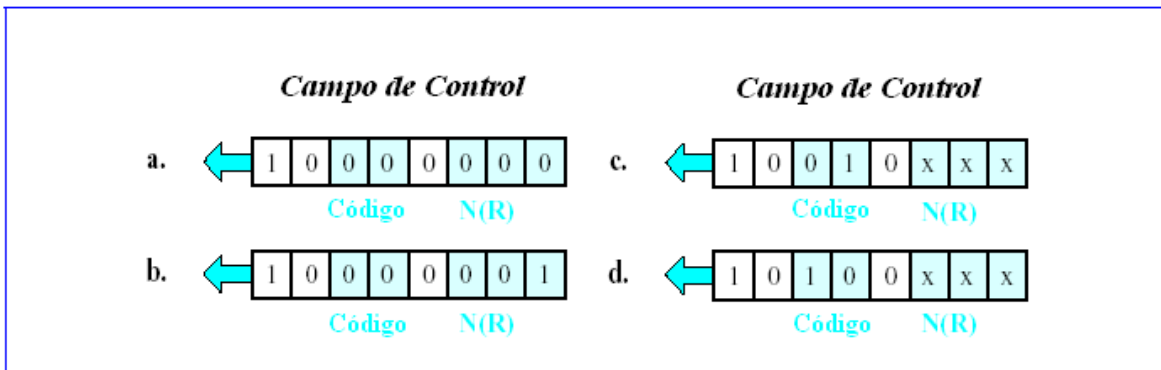 Campo de Control
a. 1 0 0 0 0 0 0 0
Código N(R)
b. 1 0 0 0 0 0 0 1
Código N(R)
Campo de Control
c. 1 0 0 1 0 x x x
Código N(R)
d. 1 0 1 0 0 x x x
Código N(R)